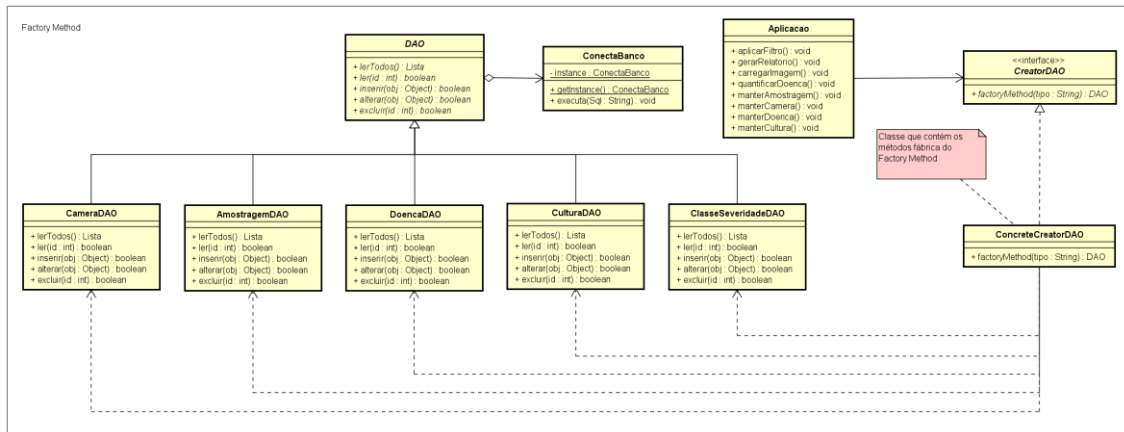 Factory Method
DAO
+ lerTodos() : Lista
+ ler(id : int) : boolean
+ inserir(obj : Object) : boolean
+ alterar(obj : Object) : boolean
+ excluir(id : int) : boolean
ConectaBanco
- instance : ConectaBanco
+ getInstance() : ConectaBanco
+ executa(Sql : String) : void
Aplicacao
+ aplicarFiltro() : void
+ gerarRelatorio() : void
+ carregarImagem() : void
+ quantificarDoenca() : void
+ manterAmostragem() : void
+ manterCamera() : void
+ manterDoenca() : void
+ manterCultura() : void
<<interface>>
CreatorDAO
+ factoryMethod(tipo : String) : DAO
Classe que contém os
métodos fábrica do
Factory Method
CameraDAO
+ lerTodos() : Lista
+ ler(id : int) : boolean
+ inserir(obj : Object) : boolean
+ alterar(obj : Object) : boolean
+ excluir(id : int) : boolean
AmostragemDAO
+ lerTodos() : Lista
+ ler(id : int) : boolean
+ inserir(obj : Object) : boolean
+ alterar(obj : Object) : boolean
+ excluir(id : int) : boolean
DoencaDAO
+ lerTodos() : Lista
+ ler(id : int) : boolean
+ inserir(obj : Object) : boolean
+ alterar(obj : Object) : boolean
+ excluir(id : int) : boolean
CulturaDAO
+ lerTodos() : Lista
+ ler(id : int) : boolean
+ inserir(obj : Object) : boolean
+ alterar(obj : Object) : boolean
+ excluir(id : int) : boolean
ClasseSeveridadeDAO
+ lerTodos() : Lista
+ ler(id : int) : boolean
+ inserir(obj : Object) : boolean
+ alterar(obj : Object) : boolean
+ excluir(id : int) : boolean
ConcreteCreatorDAO
+ factoryMethod(tipo : String) : DAO